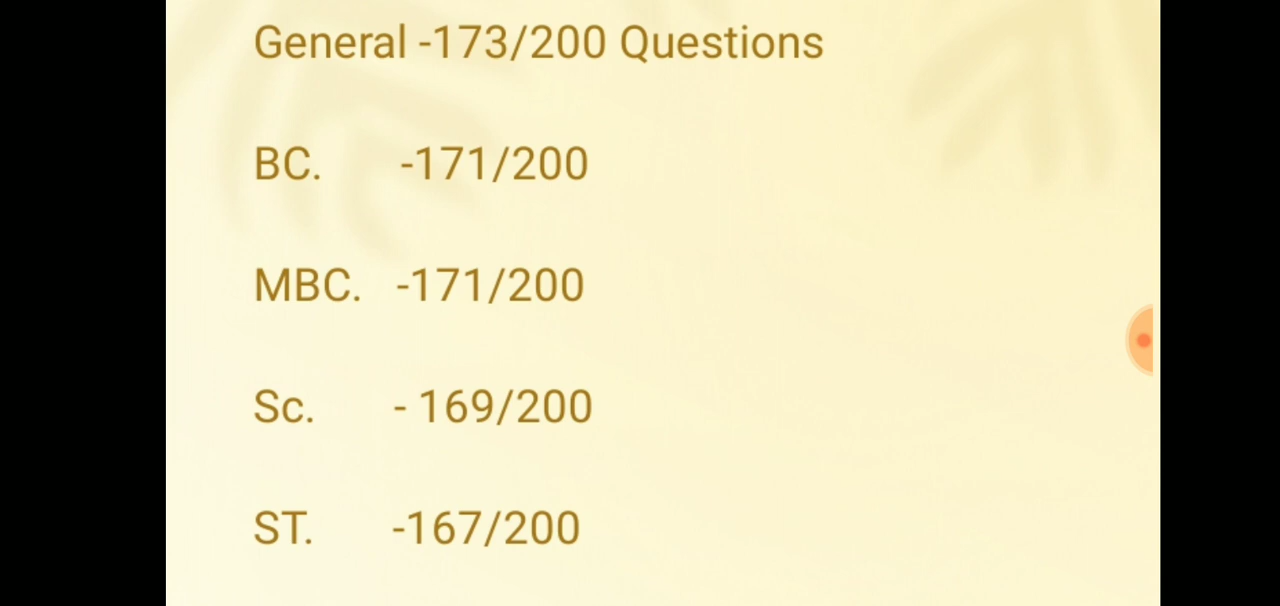 General -173/200 Questions
BC. -171/200
MBC. -171/200
Sc. - 169/200
ST. -167/200